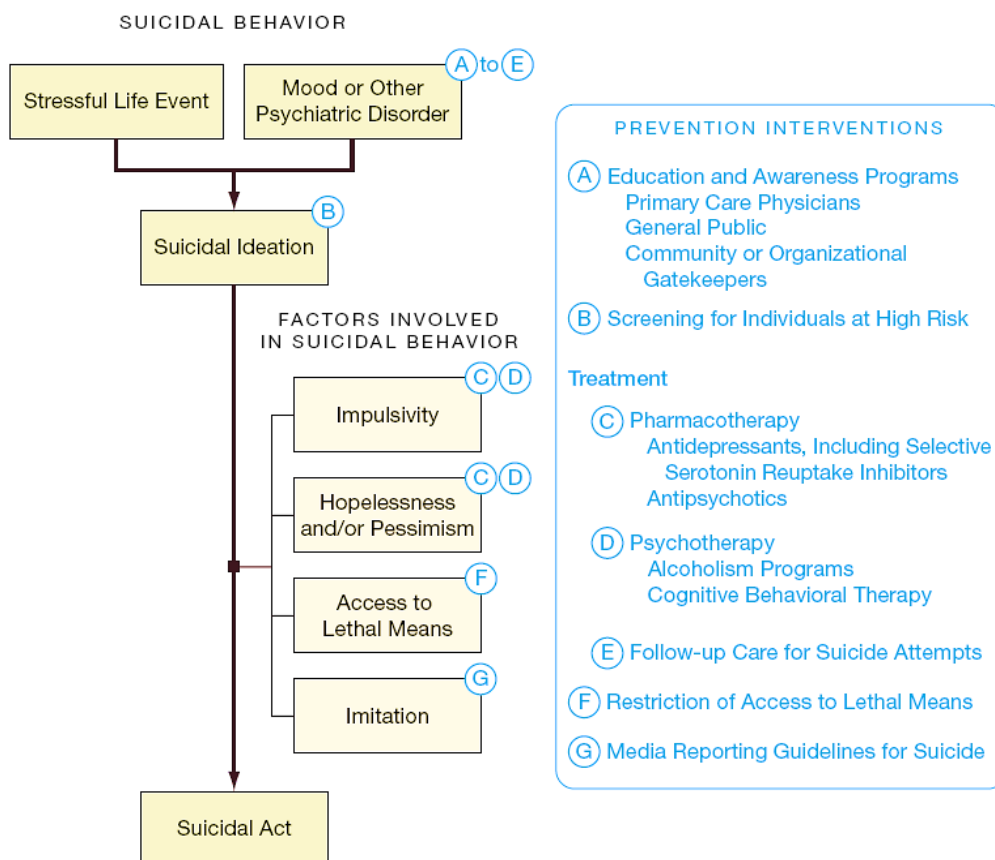 SUICIDAL BEHAVIOR
Stressful Life Event
Mood or Other
Psychiatric Disorder
A to E
Suicidal Ideation
B
FACTORS INVOLVED
IN SUICIDAL BEHAVIOR
C D
Impulsivity
C D
Hopelessness
and/or Pessimism
F
Access to
Lethal Means
G
Imitation
Suicidal Act
PREVENTION INTERVENTIONS
A Education and Awareness Programs
Primary Care Physicians
General Public
Community or Organizational
Gatekeepers
B Screening for Individuals at High Risk
Treatment
C Pharmacotherapy
Antidepressants, Including Selective
Serotonin Reuptake Inhibitors
Antipsychotics
D Psychotherapy
Alcoholism Programs
Cognitive Behavioral Therapy
E Follow-up Care for Suicide Attempts
F Restriction of Access to Lethal Means
G Media Reporting Guidelines for Suicide